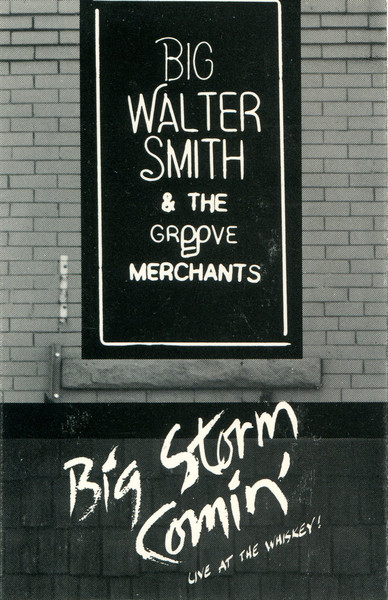 BIG
WALTER
SMITH
& THE
GROOVE
MERCHANTS
Big Storm
Comin'
LIVE AT THE WHISKEY!